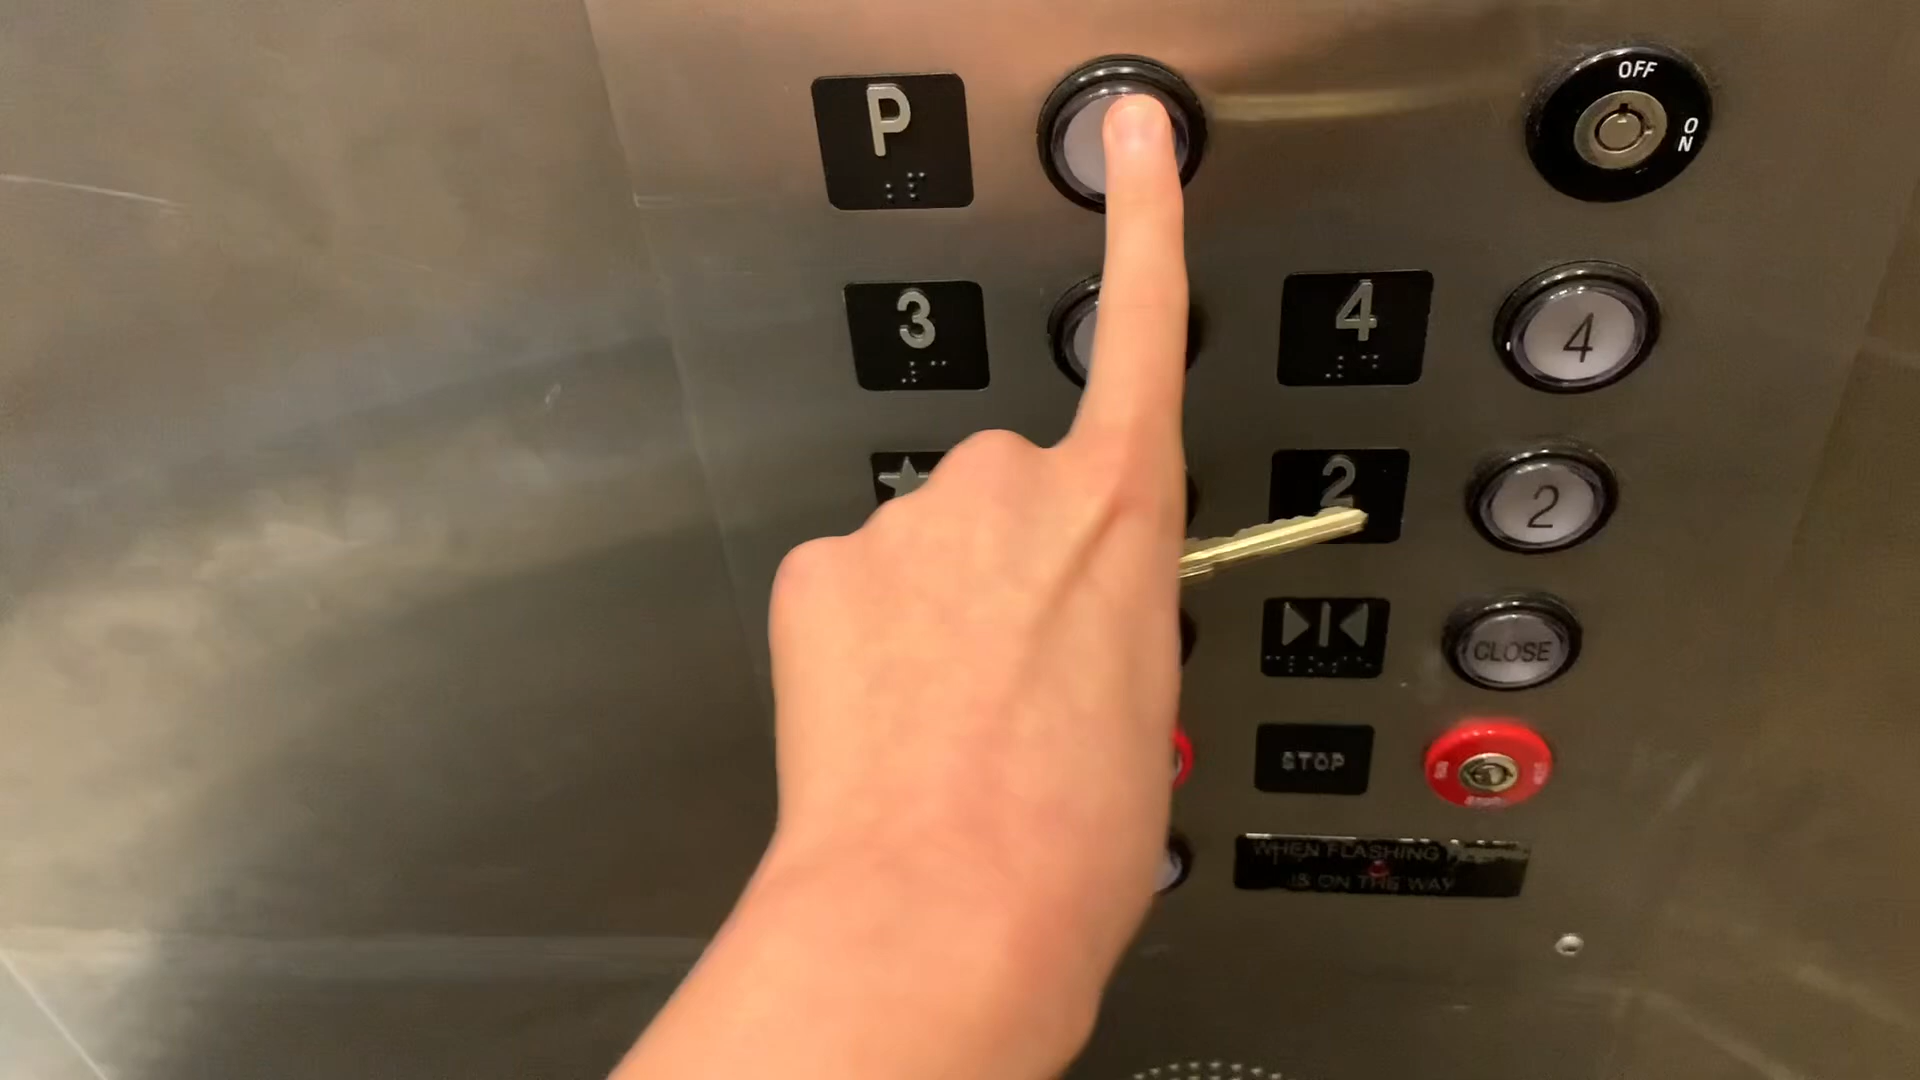 P
OFF
ON
3
4
4
2
2
CLOSE
STOP
WHEN FLASHING
IS ON THE WAY